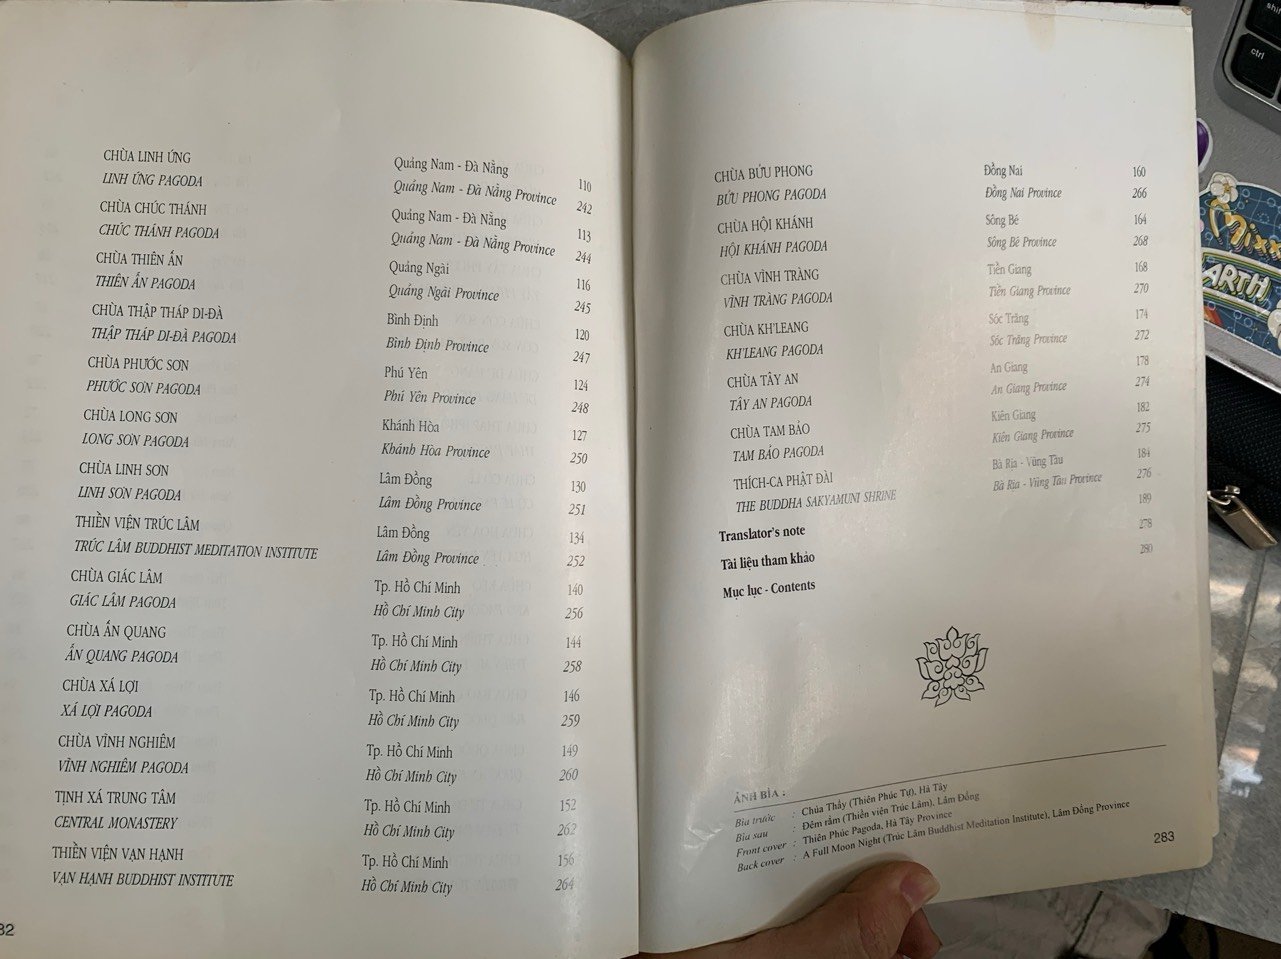 CHÙA LINH ỨNG Quảng Nam - Đà Nẵng 110
LINH ỨNG PAGODA Quảng Nam - Đà Nẵng Province 242
CHÙA CHÚC THÁNH Quảng Nam - Đà Nẵng 113
CHÚC THÁNH PAGODA Quảng Nam - Đà Nẵng Province 244
CHÙA THIÊN ẤN Quảng Ngãi 116
THIÊN ẤN PAGODA Quảng Ngãi Province 245
CHÙA THẬP THÁP DI-ĐÀ Bình Định 120
THẬP THÁP DI-ĐÀ PAGODA Bình Định Province 247
CHÙA PHƯỚC SƠN Phú Yên 124
PHƯỚC SƠN PAGODA Phú Yên Province 248
CHÙA LONG SƠN Khánh Hòa 127
LONG SƠN PAGODA Khánh Hòa Province 250
CHÙA LINH SƠN Lâm Đồng 130
LINH SƠN PAGODA Lâm Đồng Province 251
THIỀN VIỆN TRÚC LÂM Lâm Đồng 134
TRÚC LÂM BUDDHIST MEDITATION INSTITUTE Lâm Đồng Province 252
CHÙA GIÁC LÂM Tp. Hồ Chí Minh 140
GIÁC LÂM PAGODA Hồ Chí Minh City 256
CHÙA ẤN QUANG Tp. Hồ Chí Minh 144
ẤN QUANG PAGODA Hồ Chí Minh City 258
CHÙA XÁ LỢI Tp. Hồ Chí Minh 146
XÁ LỢI PAGODA Hồ Chí Minh City 259
CHÙA VĨNH NGHIÊM Tp. Hồ Chí Minh 149
VĨNH NGHIÊM PAGODA Hồ Chí Minh City 260
TỊNH XÁ TRUNG TÂM Tp. Hồ Chí Minh 152
CENTRAL MONASTERY Hồ Chí Minh City 262
THIỀN VIỆN VẠN HẠNH Tp. Hồ Chí Minh 156
VẠN HẠNH BUDDHIST INSTITUTE Hồ Chí Minh City 264
82
CHÙA BỬU PHONG Đồng Nai 160
BỬU PHONG PAGODA Đồng Nai Province 266
CHÙA HỘI KHÁNH Sông Bé 164
HỘI KHÁNH PAGODA Sông Bé Province 268
CHÙA VĨNH TRÀNG Tiền Giang 168
VĨNH TRÀNG PAGODA Tiền Giang Province 270
CHÙA KH'LEANG Sóc Trăng 174
KH'LEANG PAGODA Sóc Trăng Province 272
CHÙA TÂY AN An Giang 178
TÂY AN PAGODA An Giang Province 274
CHÙA TAM BẢO Kiên Giang 182
TAM BẢO PAGODA Kiên Giang Province 275
THÍCH-CA PHẬT ĐÀI Bà Rịa - Vũng Tàu 184
THE BUDDHA SAKYAMUNI SHRINE Bà Rịa - Vũng Tàu Province 276
Translator's note 189
Tài liệu tham khảo 278
Mục lục - Contents 280
ẢNH BÌA :
Bìa trước : Chùa Thầy (Thiên Phúc Tự), Hà Tây
Bìa sau : Đêm rằm (Thiền viện Trúc Lâm), Lâm Đồng
Front cover : Thiên Phúc Pagoda, Hà Tây Province
Back cover : A Full Moon Night (Trúc Lâm Buddhist Meditation Institute), Lâm Đồng Province
283
ctrl